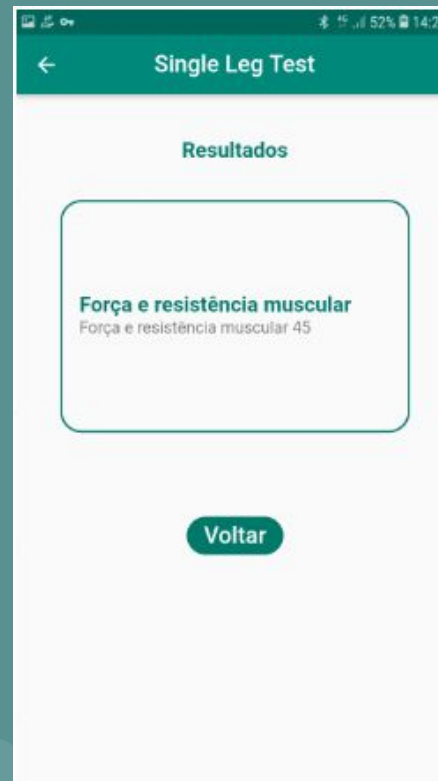 52% 14:2
Single Leg Test
Resultados
Força e resistência muscular
Força e resistência muscular 45
Voltar